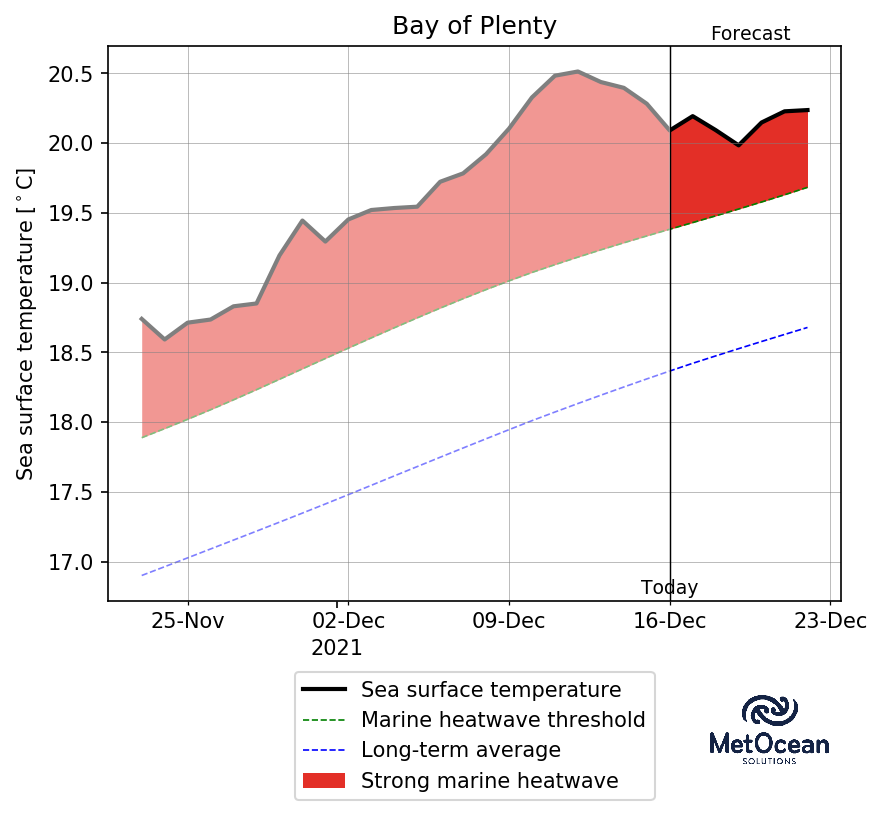 Bay of Plenty
Forecast
Sea surface temperature [°C]
20.5
20.0
19.5
19.0
18.5
18.0
17.5
17.0
Today
25-Nov 02-Dec 09-Dec 16-Dec 23-Dec
2021
Sea surface temperature
Marine heatwave threshold
Long-term average
Strong marine heatwave
MetOcean
SOLUTIONS